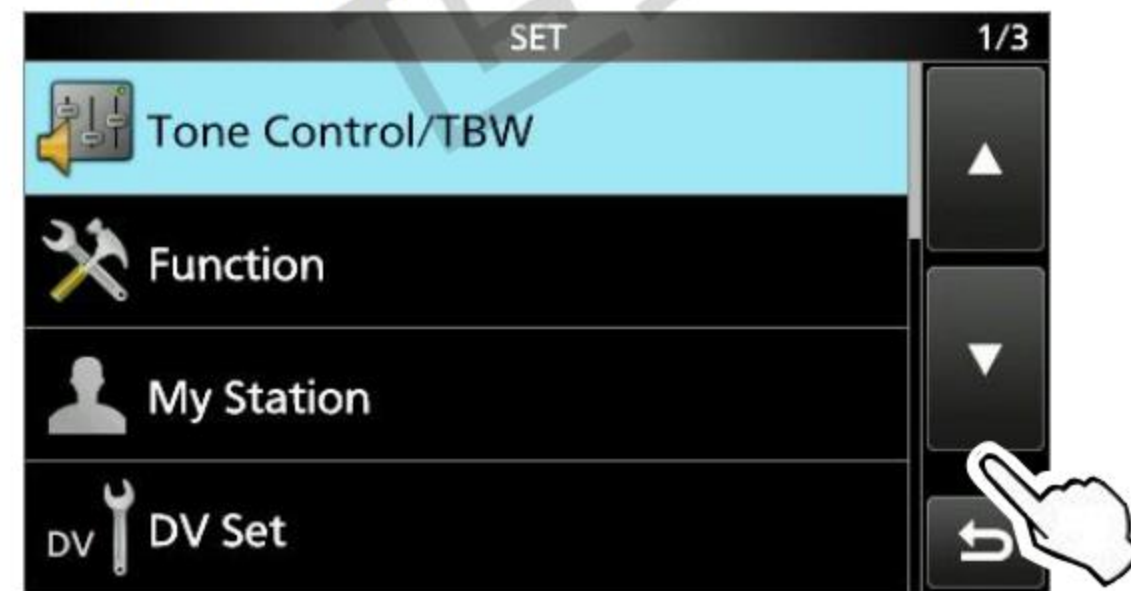 SET 1/3
Tone Control/TBW
Function
My Station
DV DV Set